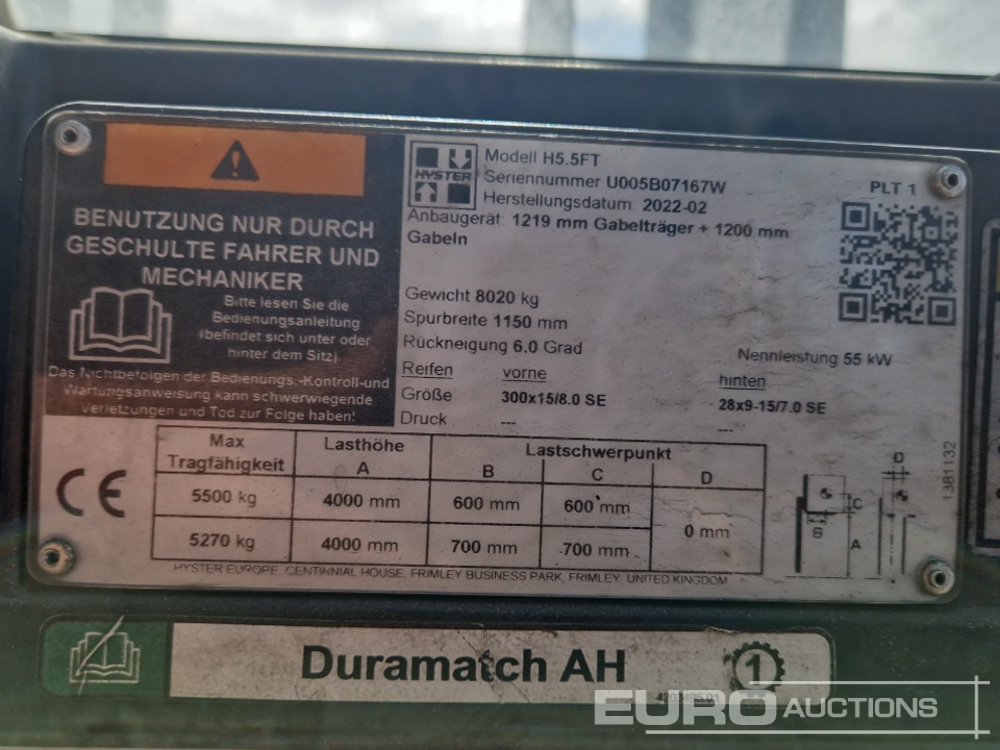 BENUTZUNG NUR DURCH
GESCHULTE FAHRER UND
MECHANIKER
Bitte lesen Sie die
Bedienungsanleitung
(befindet sich unter oder
hinter dem Sitz)
Das Nichtbefolgen der Bedienungs-,Kontroll-und
Wartungsanweisung kann schwerwiegende
Verletzungen und Tod zur Folge haben!
HYSTER
Modell H5.5FT
Seriennummer U005B07167W
Herstellungsdatum 2022-02
Anbaugerät 1219 mm Gabelträger + 1200 mm
Gabeln
PLT 1
Gewicht 8020 kg
Spurbreite 1150 mm
Rückneigung 6.0 Grad
Nennleistung 55 kW
Reifen vorne hinten
Größe 300x15/8.0 SE 28x9-15/7.0 SE
Druck --- ---
CE
Max Tragfähigkeit Lasthöhe A Lastschwerpunkt B C D
5500 kg 4000 mm 600 mm 600 mm 0 mm
5270 kg 4000 mm 700 mm 700 mm
D
C
B A
1381132
HYSTER EUROPE, CENTINNIAL HOUSE, FRIMLEY BUSINESS PARK, FRIMLEY, UNITED KINGDOM
Duramatch AH
1
EURO AUCTIONS